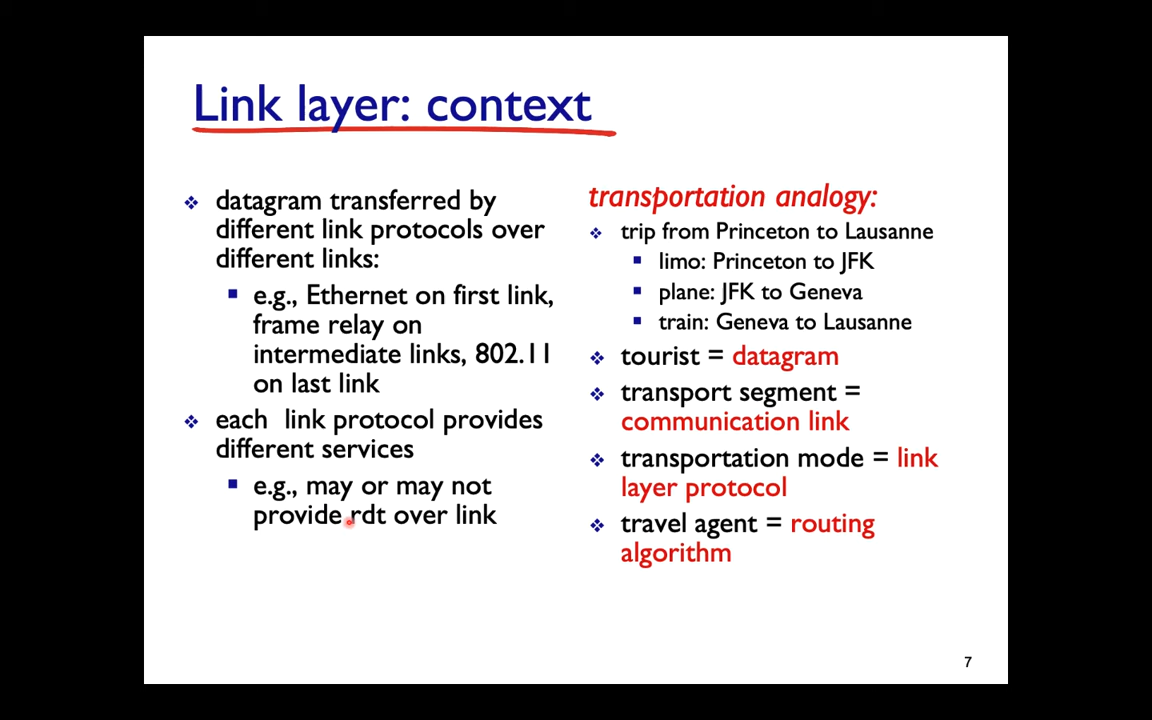 Link layer: context
datagram transferred by
different link protocols over
different links:
e.g., Ethernet on first link,
frame relay on
intermediate links, 802.11
on last link
each link protocol provides
different services
e.g., may or may not
provide rdt over link
transportation analogy:
trip from Princeton to Lausanne
limo: Princeton to JFK
plane: JFK to Geneva
train: Geneva to Lausanne
tourist = datagram
transport segment =
communication link
transportation mode = link
layer protocol
travel agent = routing
algorithm
7